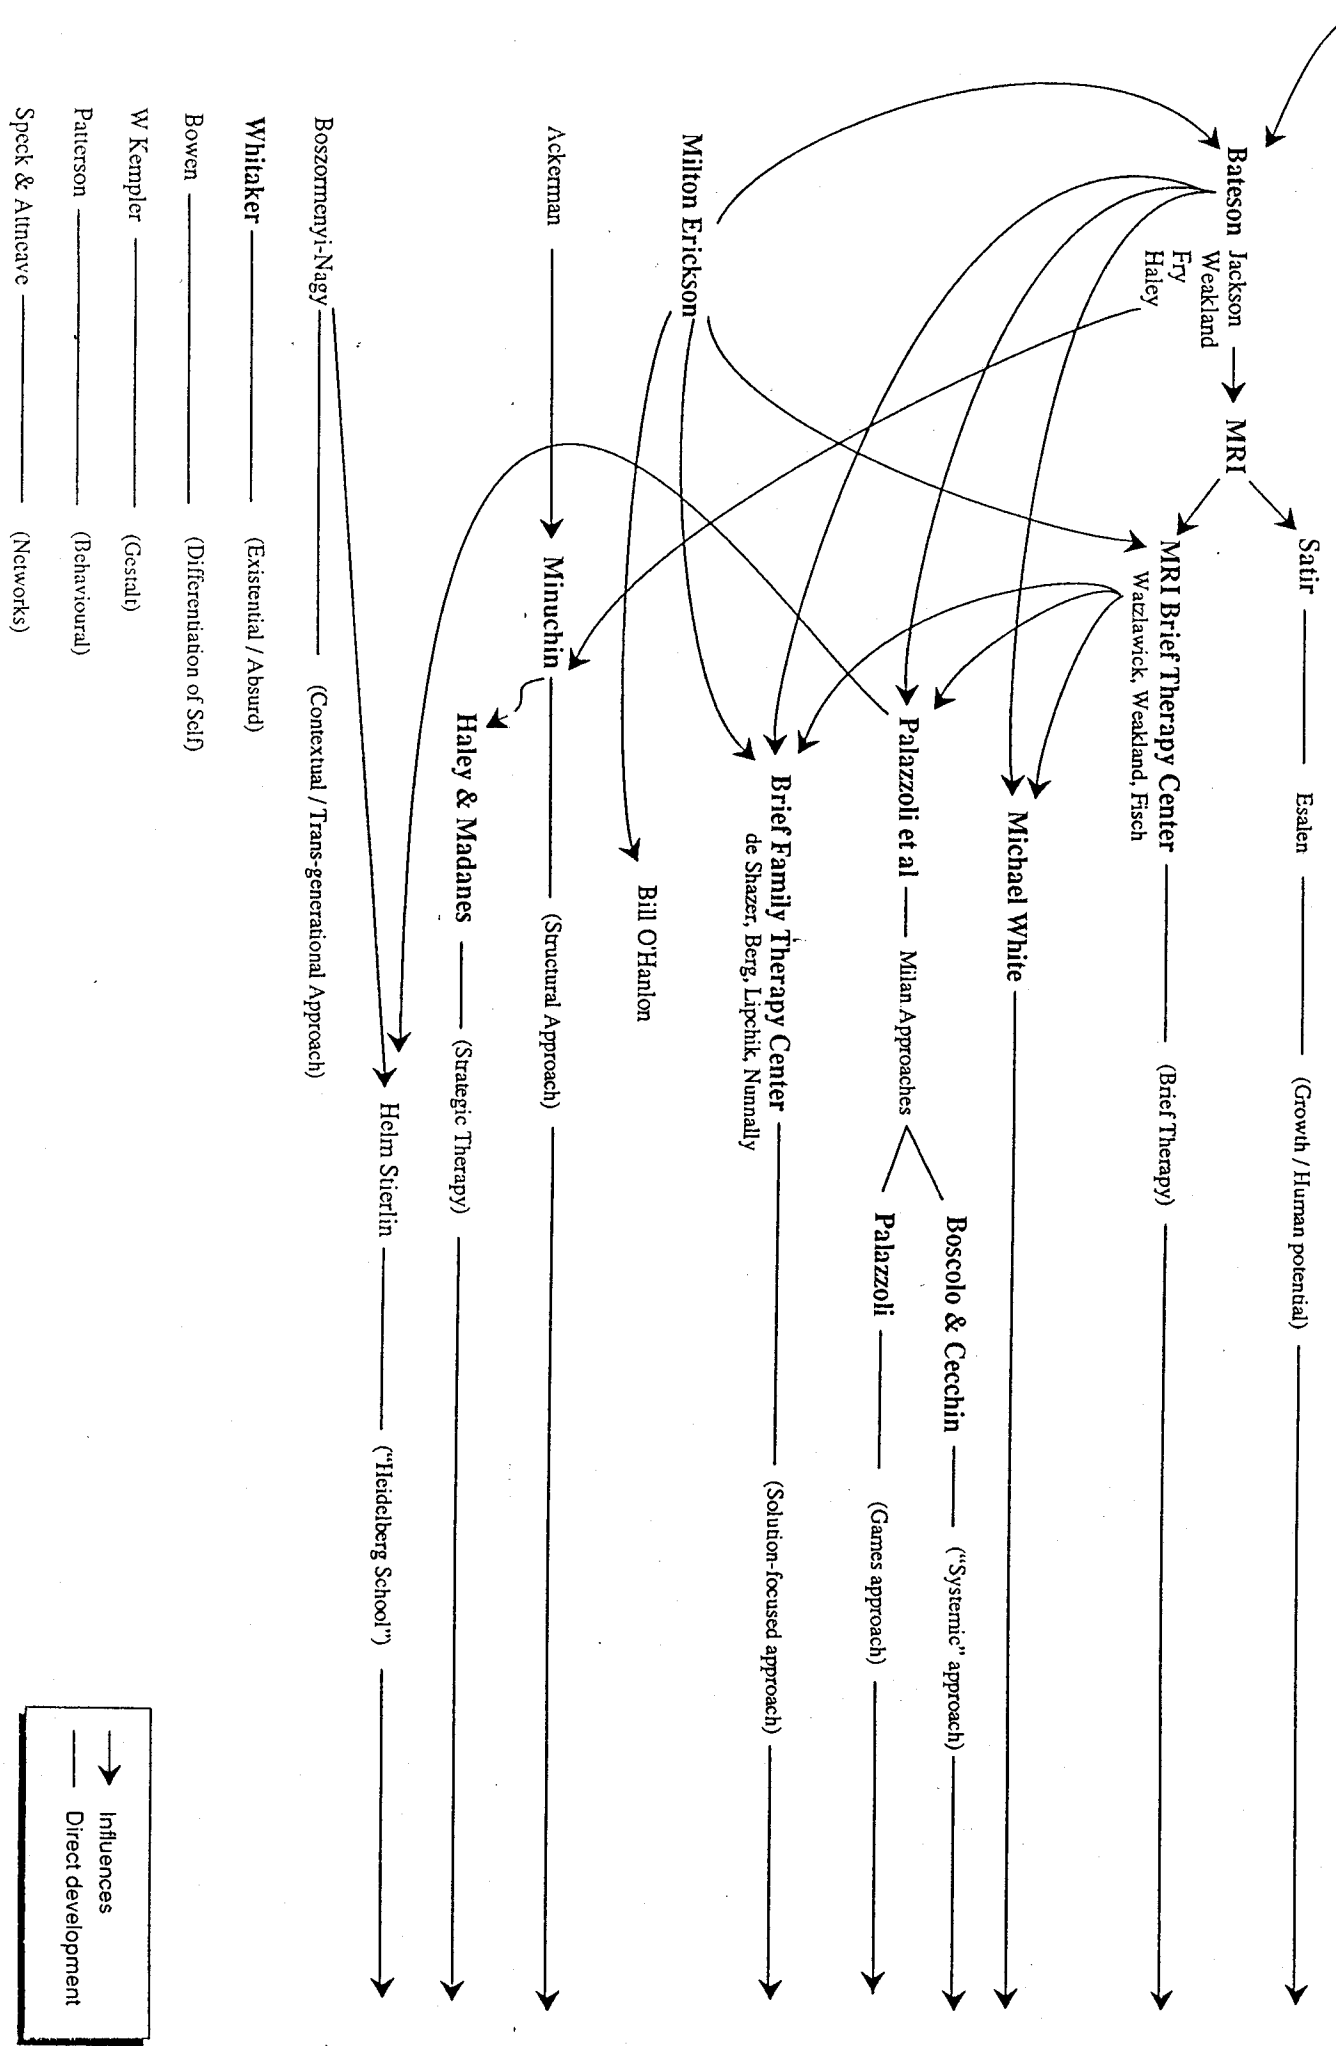 Satir
Esalen
(Growth / Human potential)
Bateson
Jackson
Weakland
Fry
Haley
MRI
MRI Brief Therapy Center
Watzlawick, Weakland, Fisch
(Brief Therapy)
Michael White
Palazzoli et al
Milan Approaches
Boscolo & Cecchin
("Systemic" approach)
Palazzoli
(Games approach)
Milton Erickson
Brief Family Therapy Center
de Shazer, Berg, Lipchik, Nunnally
(Solution-focused approach)
Bill O'Hanlon
Ackerman
Minuchin
(Structural Approach)
Haley & Madanes
(Strategic Therapy)
Helm Stierlin
("Heidelberg School")
Boszormenyi-Nagy
(Contextual / Trans-generational Approach)
Whitaker
(Existential / Absurd)
Bowen
(Differentiation of Self)
W Kempler
(Gestalt)
Patterson
(Behavioural)
Speck & Attneave
(Networks)
Influences
Direct development